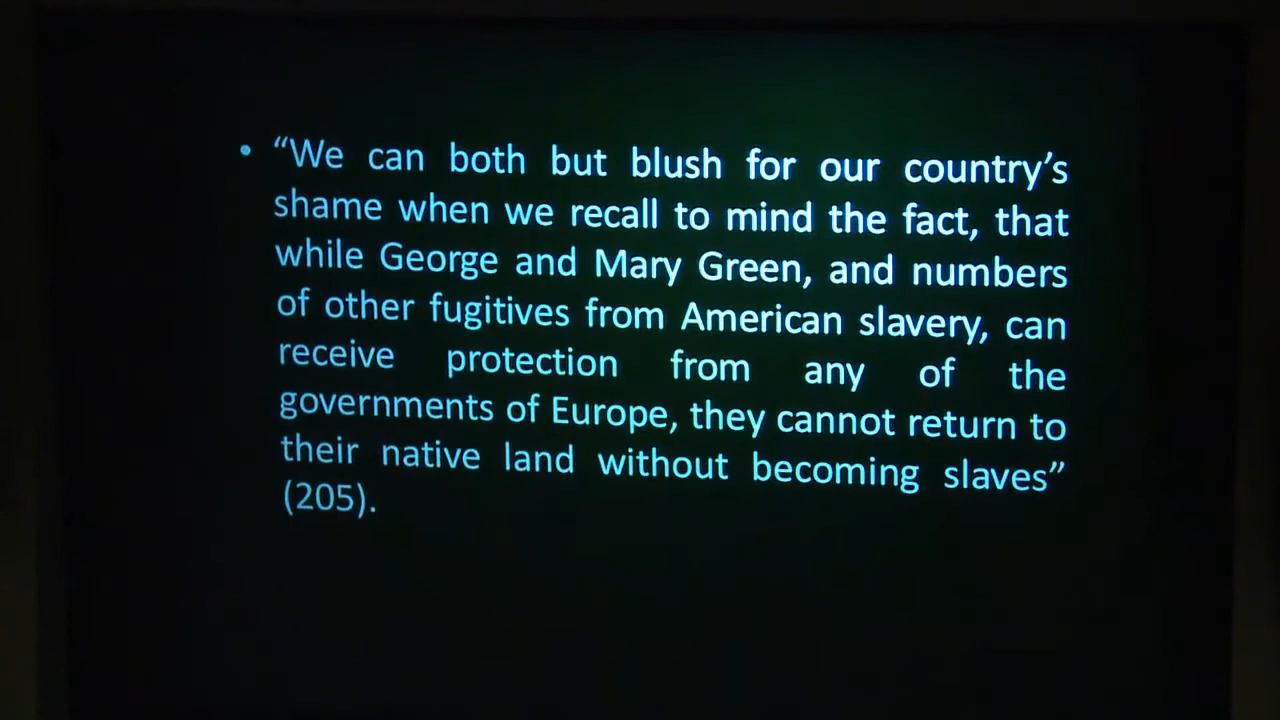 • “We can both but blush for our country’s
shame when we recall to mind the fact, that
while George and Mary Green, and numbers
of other fugitives from American slavery, can
receive protection from any of the
governments of Europe, they cannot return to
their native land without becoming slaves”
(205).